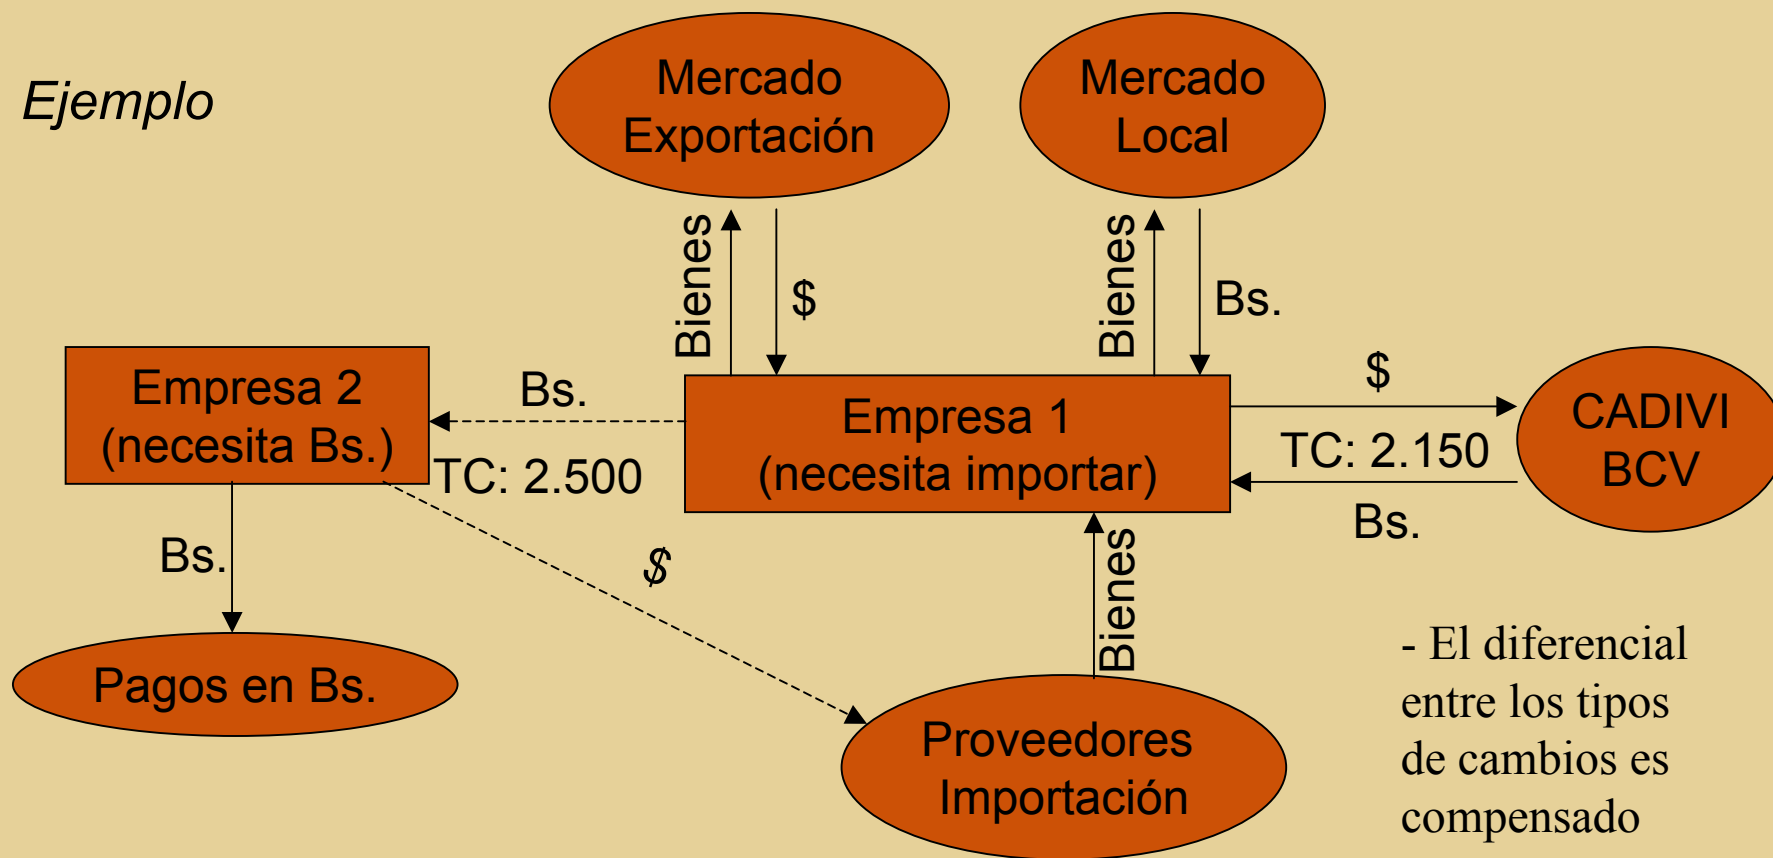 Ejemplo
Mercado
Exportación
Mercado
Local
Bienes
$
Bienes
Bs.
Empresa 2
(necesita Bs.)
Bs.
TC: 2.500
Empresa 1
(necesita importar)
$
TC: 2.150
Bs.
CADIVI
BCV
Bs.
$
Bienes
Pagos en Bs.
Proveedores
Importación
- El diferencial
entre los tipos
de cambios es
compensado